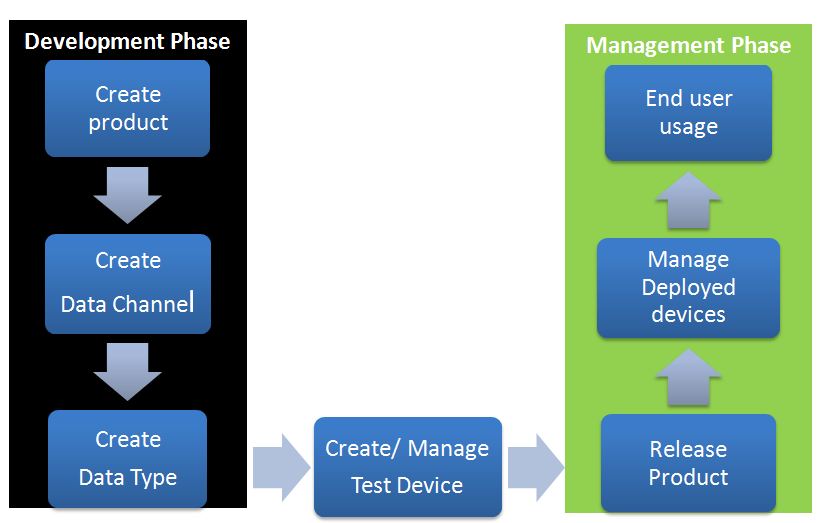 Development Phase
Create
product
Create
Data Channel
Create
Data Type
Create/ Manage
Test Device
Management Phase
End user
usage
Manage
Deployed
devices
Release
Product